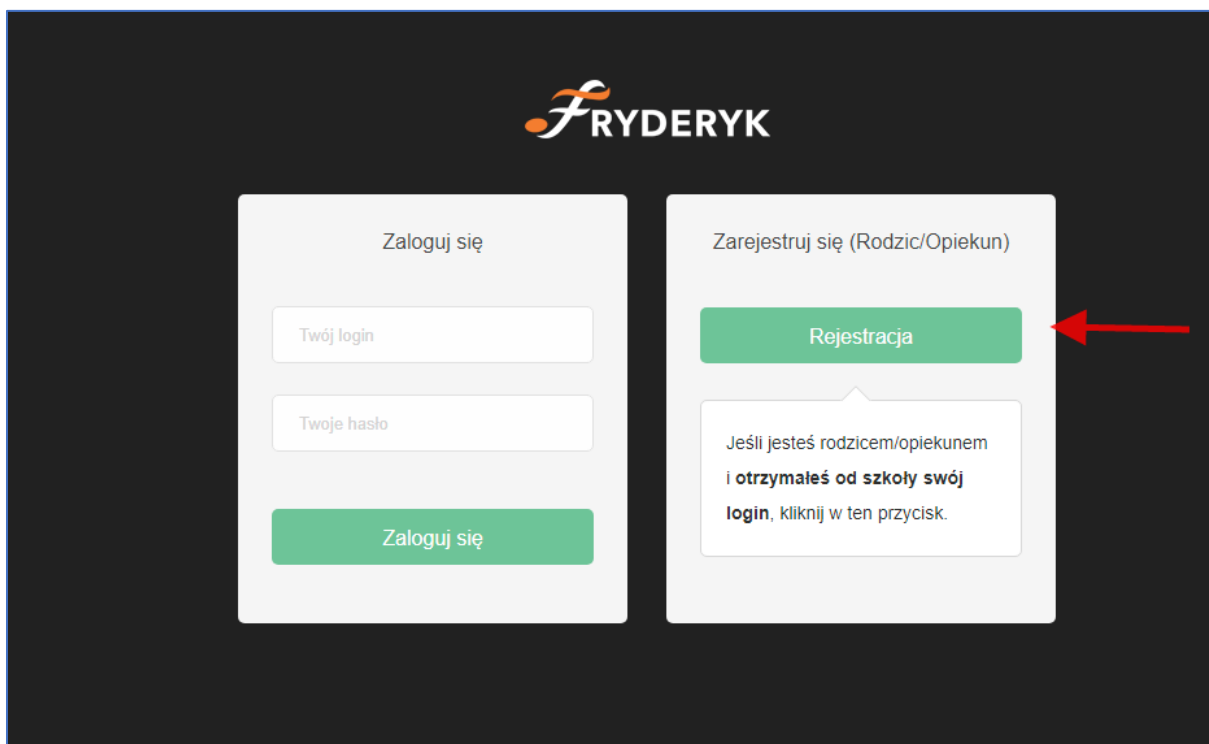 FRYDERYK
Zaloguj się
Twój login
Twoje hasło
Zaloguj się
Zarejestruj się (Rodzic/Opiekun)
Rejestracja
Jeśli jesteś rodzicem/opiekunem
i otrzymałeś od szkoły swój
login, kliknij w ten przycisk.